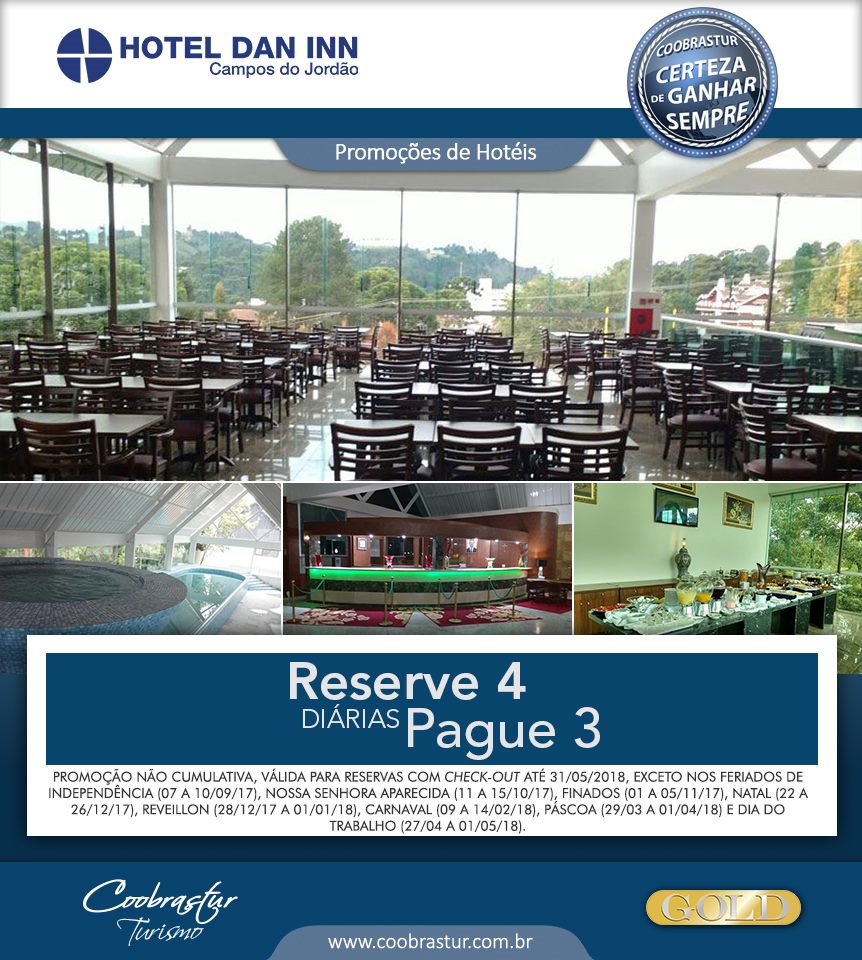 HOTEL DAN INN
Campos do Jordão
COOBRASTUR
CERTEZA
DE GANHAR
SEMPRE
Promoções de Hotéis
Reserve 4
DIÁRIAS Pague 3
PROMOÇÃO NÃO CUMULATIVA, VÁLIDA PARA RESERVAS COM CHECK-OUT ATÉ 31/05/2018, EXCETO NOS FERIADOS DE
INDEPENDÊNCIA (07 A 10/09/17), NOSSA SENHORA APARECIDA (11 A 15/10/17), FINADOS (01 A 05/11/17), NATAL (22 A
26/12/17), REVEILLON (28/12/17 A 01/01/18), CARNAVAL (09 A 14/02/18), PÁSCOA (29/03 A 01/04/18) E DIA DO
TRABALHO (27/04 A 01/05/18).
Coobrastur
Turismo
GOLD
www.coobrastur.com.br